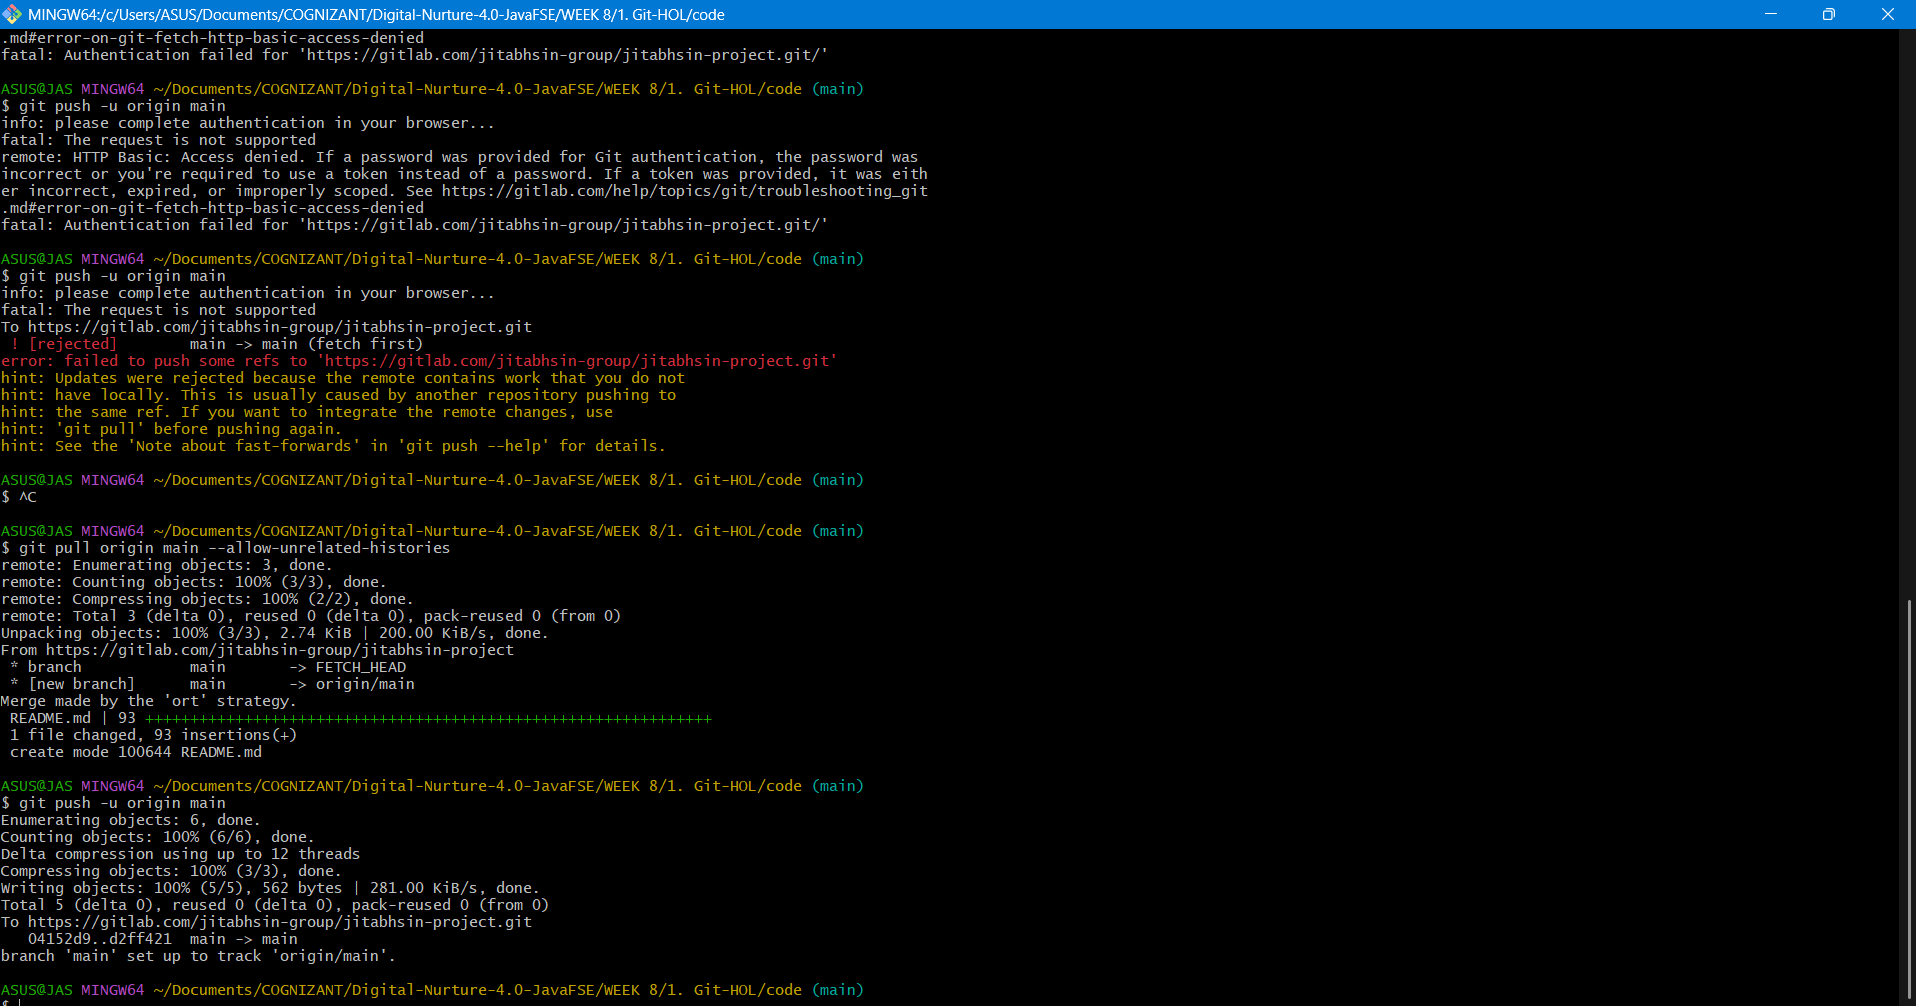 MINGW64:/c/Users/ASUS/Documents/COGNIZANT/Digital-Nurture-4.0-JavaFSE/WEEK 8/1. Git-HOL/code
.md#error-on-git-fetch-http-basic-access-denied
fatal: Authentication failed for 'https://gitlab.com/jitabhsin-group/jitabhsin-project.git/'
ASUS@JAS MINGW64 ~/Documents/COGNIZANT/Digital-Nurture-4.0-JavaFSE/WEEK 8/1. Git-HOL/code (main)
$ git push -u origin main
info: please complete authentication in your browser...
fatal: The request is not supported
remote: HTTP Basic: Access denied. If a password was provided for Git authentication, the password was
incorrect or you're required to use a token instead of a password. If a token was provided, it was eith
er incorrect, expired, or improperly scoped. See https://gitlab.com/help/topics/git/troubleshooting_git
.md#error-on-git-fetch-http-basic-access-denied
fatal: Authentication failed for 'https://gitlab.com/jitabhsin-group/jitabhsin-project.git/'
ASUS@JAS MINGW64 ~/Documents/COGNIZANT/Digital-Nurture-4.0-JavaFSE/WEEK 8/1. Git-HOL/code (main)
$ git push -u origin main
info: please complete authentication in your browser...
fatal: The request is not supported
To https://gitlab.com/jitabhsin-group/jitabhsin-project.git
 ! [rejected]        main -> main (fetch first)
error: failed to push some refs to 'https://gitlab.com/jitabhsin-group/jitabhsin-project.git'
hint: Updates were rejected because the remote contains work that you do not
hint: have locally. This is usually caused by another repository pushing to
hint: the same ref. If you want to integrate the remote changes, use
hint: 'git pull' before pushing again.
hint: See the 'Note about fast-forwards' in 'git push --help' for details.
ASUS@JAS MINGW64 ~/Documents/COGNIZANT/Digital-Nurture-4.0-JavaFSE/WEEK 8/1. Git-HOL/code (main)
$ ^C
ASUS@JAS MINGW64 ~/Documents/COGNIZANT/Digital-Nurture-4.0-JavaFSE/WEEK 8/1. Git-HOL/code (main)
$ git pull origin main --allow-unrelated-histories
remote: Enumerating objects: 3, done.
remote: Counting objects: 100% (3/3), done.
remote: Compressing objects: 100% (2/2), done.
remote: Total 3 (delta 0), reused 0 (delta 0), pack-reused 0 (from 0)
Unpacking objects: 100% (3/3), 2.74 KiB | 200.00 KiB/s, done.
From https://gitlab.com/jitabhsin-group/jitabhsin-project
 * branch            main       -> FETCH_HEAD
 * [new branch]      main       -> origin/main
Merge made by the 'ort' strategy.
 README.md | 93 +++++++++++++++++++++++++++++++++++++++++++++++++++++++++++++++
 1 file changed, 93 insertions(+)
 create mode 100644 README.md
ASUS@JAS MINGW64 ~/Documents/COGNIZANT/Digital-Nurture-4.0-JavaFSE/WEEK 8/1. Git-HOL/code (main)
$ git push -u origin main
Enumerating objects: 6, done.
Counting objects: 100% (6/6), done.
Delta compression using up to 12 threads
Compressing objects: 100% (3/3), done.
Writing objects: 100% (5/5), 562 bytes | 281.00 KiB/s, done.
Total 5 (delta 0), reused 0 (delta 0), pack-reused 0 (from 0)
To https://gitlab.com/jitabhsin-group/jitabhsin-project.git
   04152d9..d2ff421  main -> main
branch 'main' set up to track 'origin/main'.
ASUS@JAS MINGW64 ~/Documents/COGNIZANT/Digital-Nurture-4.0-JavaFSE/WEEK 8/1. Git-HOL/code (main)
$